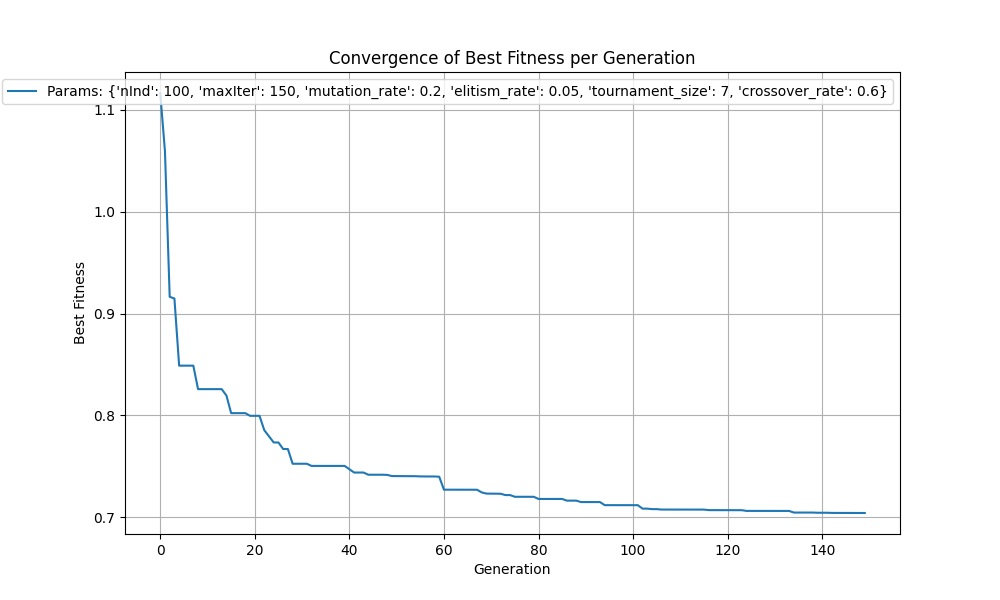 Convergence of Best Fitness per Generation
Params: {'nInd': 100, 'maxIter': 150, 'mutation_rate': 0.2, 'elitism_rate': 0.05, 'tournament_size': 7, 'crossover_rate': 0.6}
1.1
1.0
0.9
0.8
0.7
Best Fitness
0 20 40 60 80 100 120 140
Generation